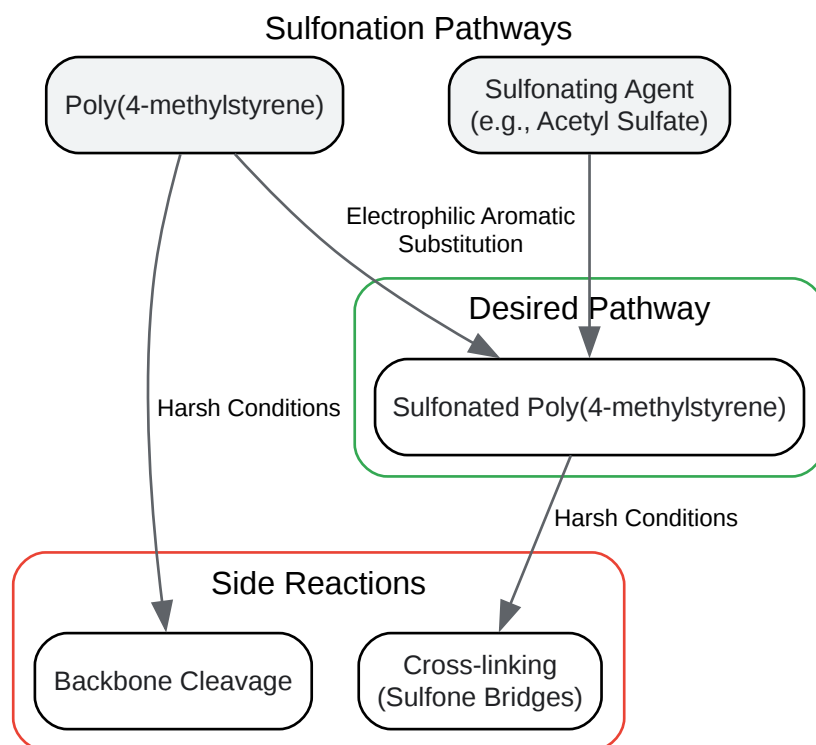 Sulfonation Pathways
Poly(4-methylstyrene)
Sulfonating Agent
(e.g., Acetyl Sulfate)
Electrophilic Aromatic
Substitution
Desired Pathway
Sulfonated Poly(4-methylstyrene)
Harsh Conditions
Harsh Conditions
Side Reactions
Backbone Cleavage
Cross-linking
(Sulfone Bridges)